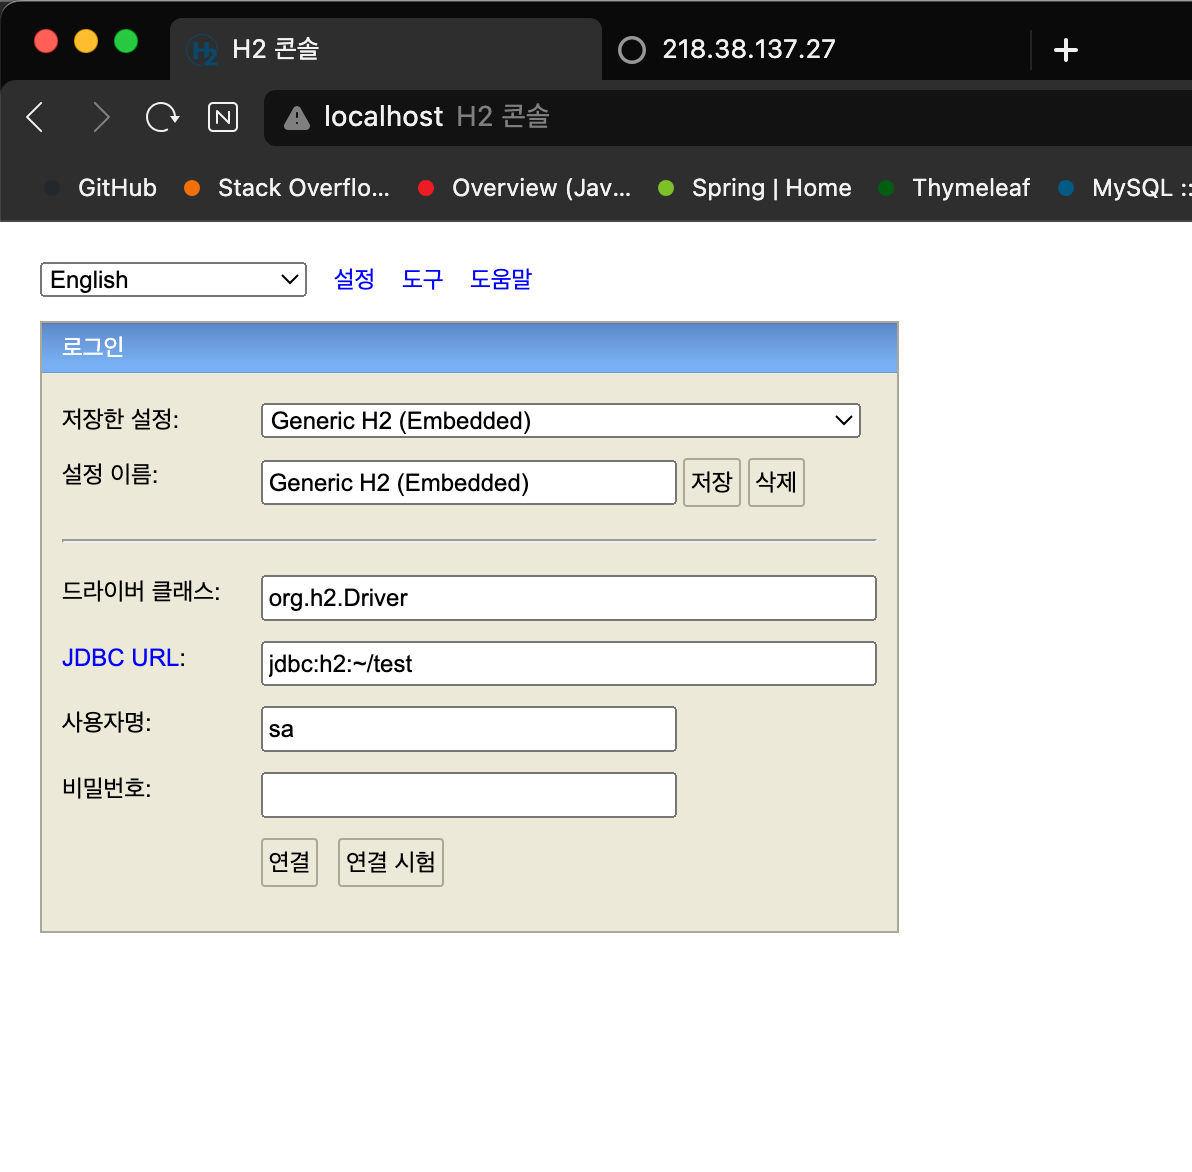 H2 콘솔 218.38.137.27 +
localhost H2 콘솔
GitHub Stack Overflo... Overview (Jav... Spring | Home Thymeleaf MySQL ::
English 설정 도구 도움말
로그인
저장한 설정: Generic H2 (Embedded)
설정 이름: Generic H2 (Embedded) 저장 삭제
드라이버 클래스: org.h2.Driver
JDBC URL: jdbc:h2:~/test
사용자명: sa
비밀번호:
연결 연결 시험